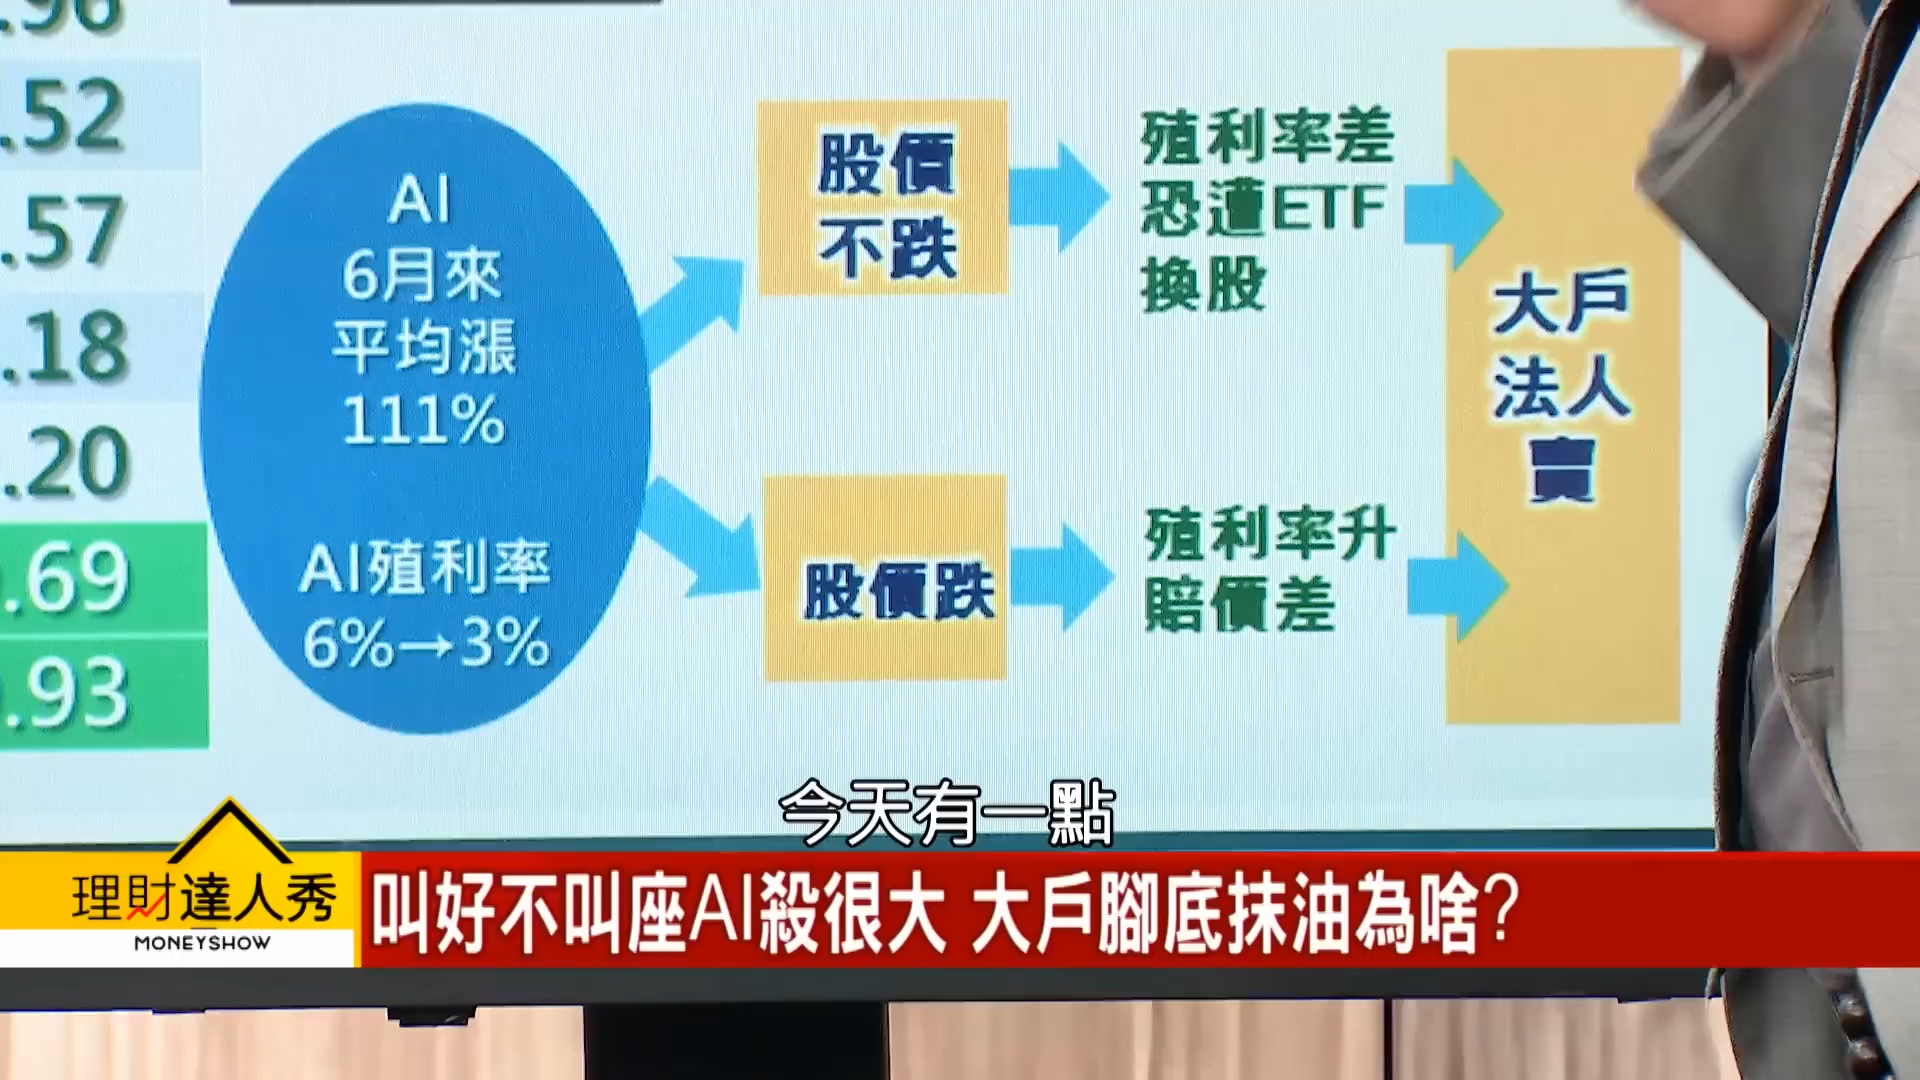 .52
.57
.18
.20
.69
.93
AI
6月來
平均漲
111%
AI殖利率
6%→3%
股價
不跌
殖利率差
恐遭ETF
換股
股價跌
殖利率升
賠價差
大戶
法人
賣
今天有一點
理財達人秀
MONEYSHOW
叫好不叫座AI殺很大 大戶腳底抹油為啥?